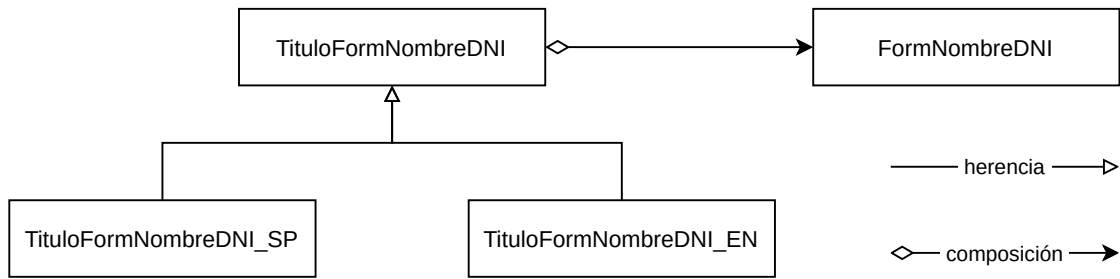 TituloFormNombreDNI
FormNombreDNI
herencia
TituloFormNombreDNI_SP
TituloFormNombreDNI_EN
composición